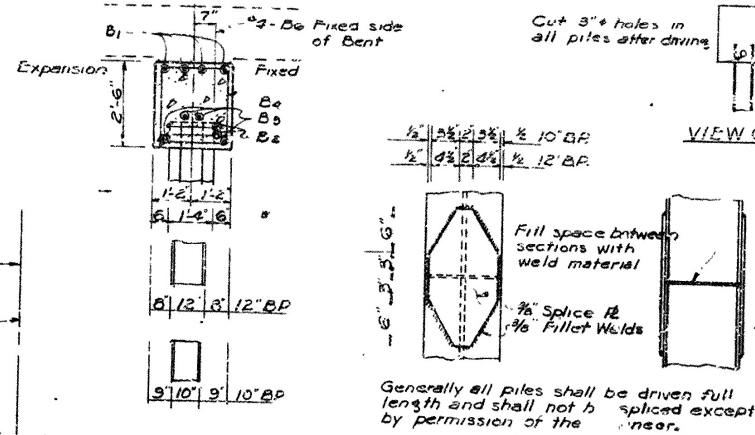 7"
#4-B6 Fixed side
of Bent
B1
Expansion
Fixed
2'-6"
B4
B3
B2
1'-2" 1'-2"
6 1'-4" 6"
8" 12" 8" 12" BP
9" 10" 9" 10" BP
Cut 3"ϕ holes in
all piles after driving
6"
VIEW
½" 3½" 2" 3½" ½ 10" BP.
½" 4½" 2" 4½" ½ 12" BP.
6" 3" 3" 6"
Fill space between
sections with
weld material
⅜" Splice PL
⅜" Fillet Welds
Generally all piles shall be driven full
length and shall not spliced except
by permission of the